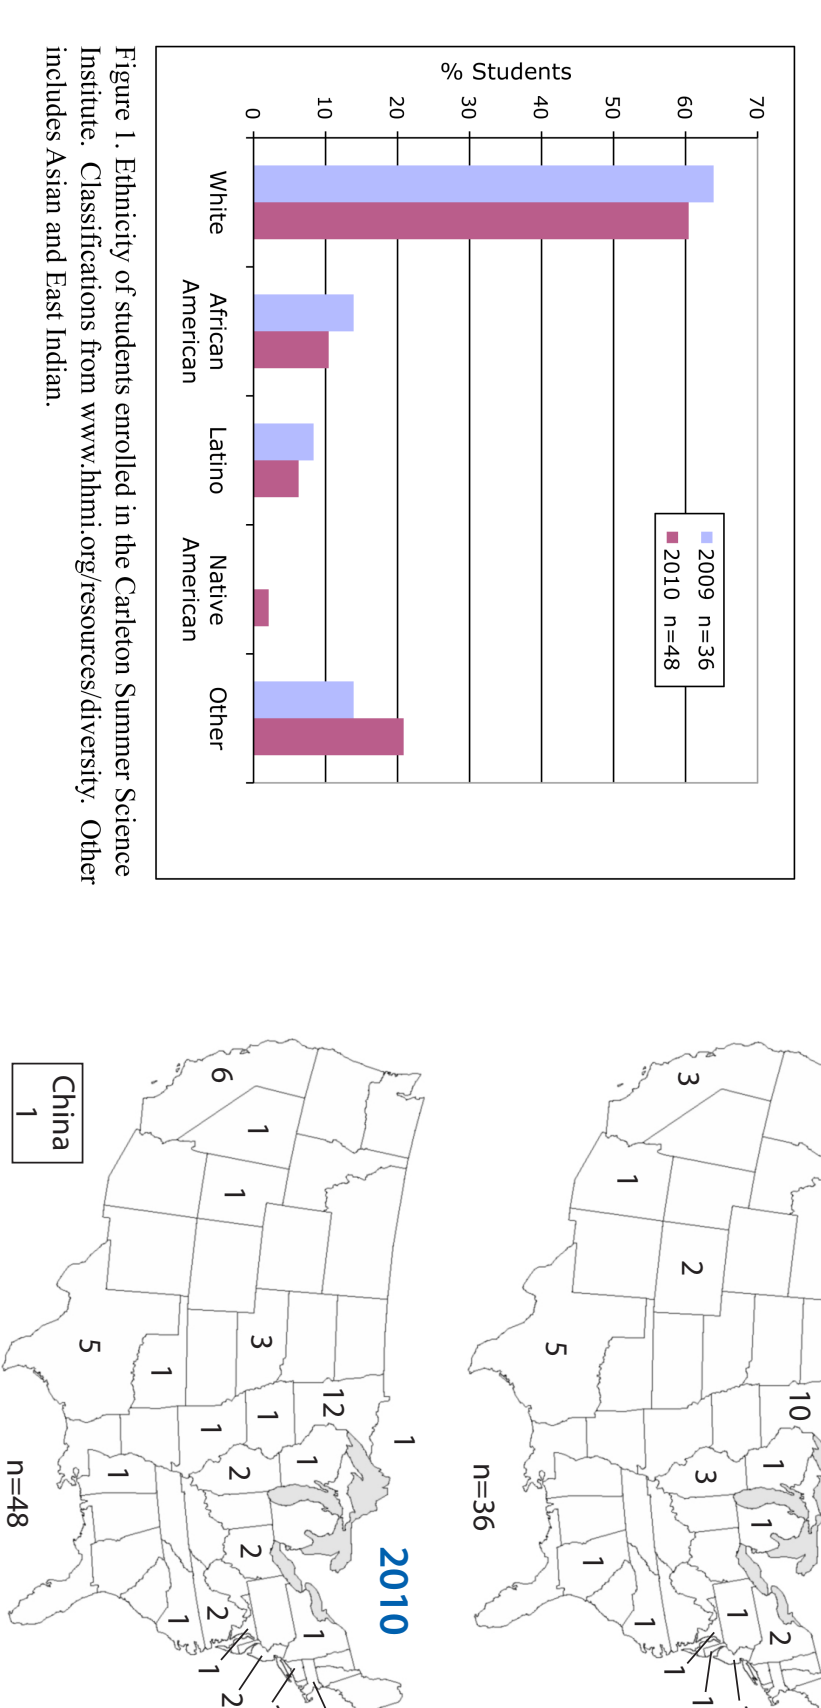 % Students
70
60
50
40
30
20
10
0
White
African
American
Latino
Native
American
Other
2009 n=36
2010 n=48
Figure 1. Ethnicity of students enrolled in the Carleton Summer Science
Institute. Classifications from www.hhmi.org/resources/diversity. Other
includes Asian and East Indian.
3
1
2
5
10
1
3
1
1
1
1
2
1
1
n=36
2010
6
1
1
5
1
3
12
1
1
1
1
2
1
2
2
1
1
1
2
China
1
n=48